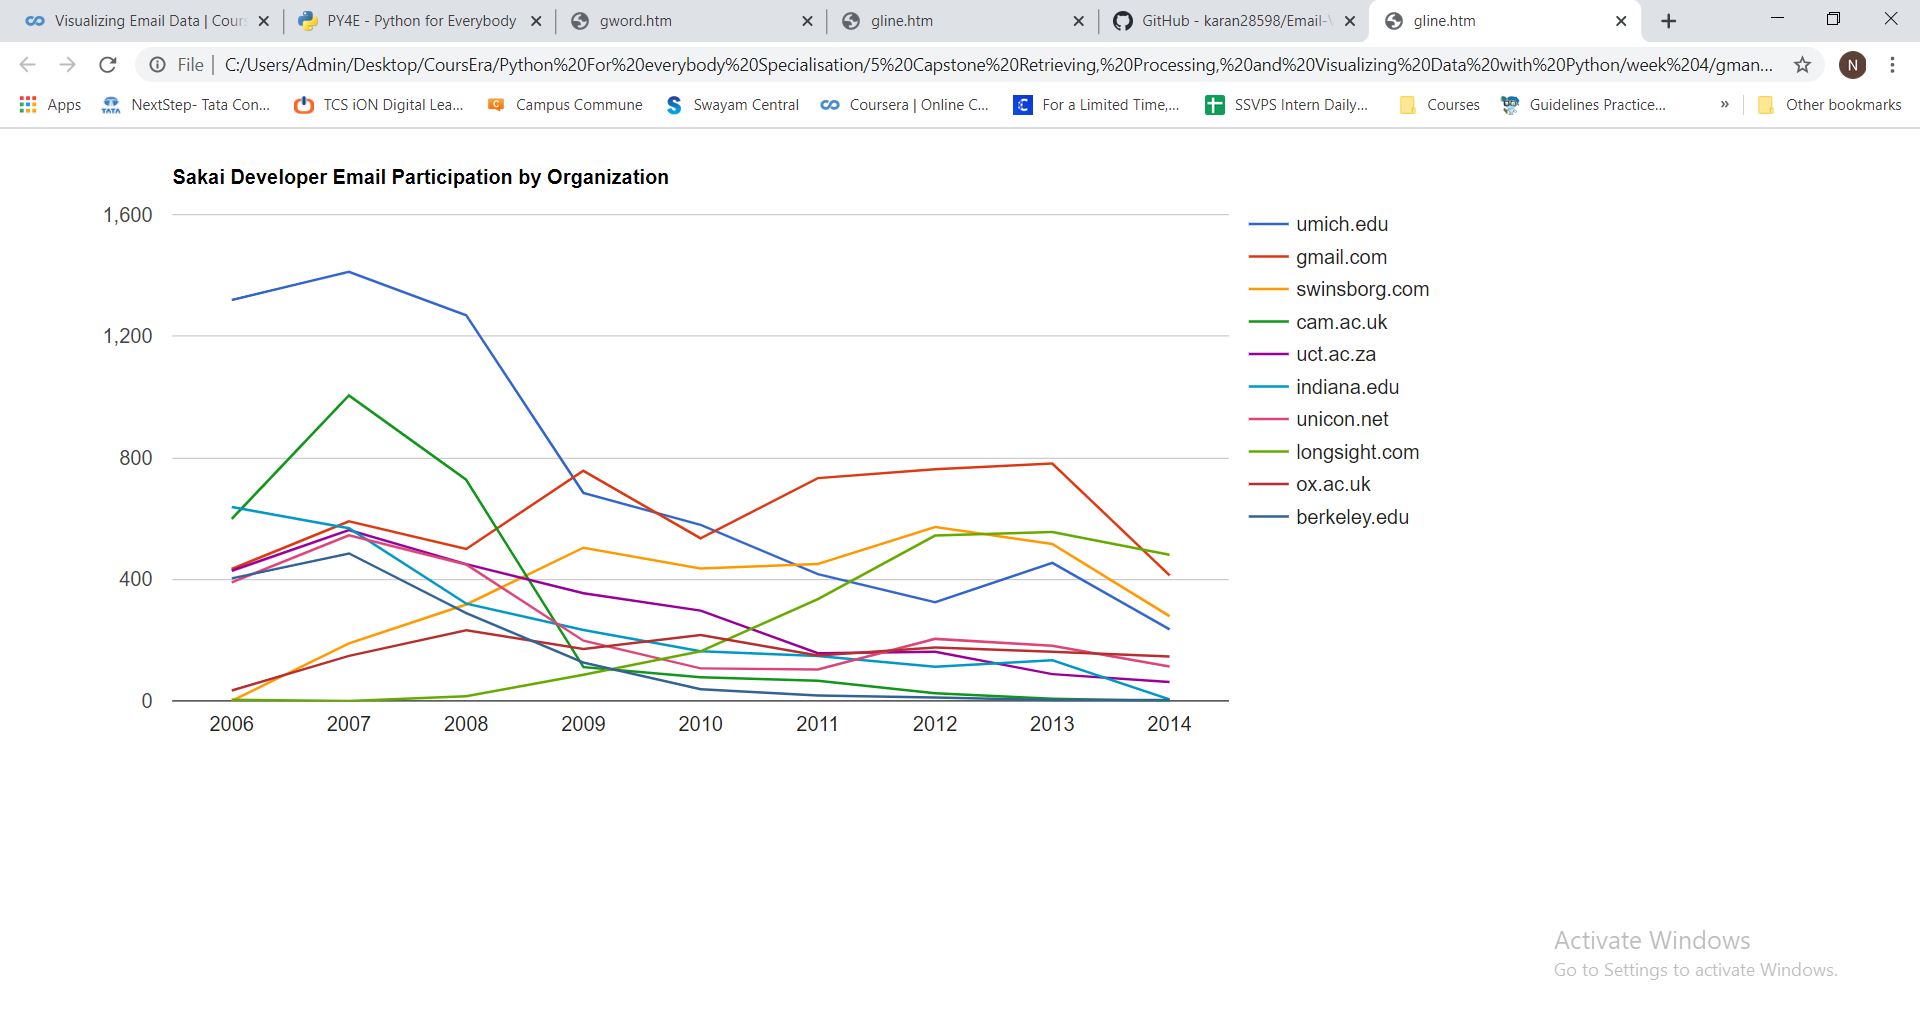 Visualizing Email Data | Cours
PY4E - Python for Everybody
gword.htm
gline.htm
GitHub - karan28598/Email-V
gline.htm
File | C:/Users/Admin/Desktop/CoursEra/Python%20For%20everybody%20Specialisation/5%20Capstone%20Retrieving,%20Processing,%20and%20Visualizing%20Data%20with%20Python/week%204/gman... N
Apps
TATA NextStep- Tata Con...
TCS iON Digital Lea...
C Campus Commune
S Swayam Central
Coursera | Online C...
C For a Limited Time,...
SSVPS Intern Daily...
Courses
Guidelines Practice...
»
Other bookmarks
Sakai Developer Email Participation by Organization
1,600
1,200
800
400
0
2006 2007 2008 2009 2010 2011 2012 2013 2014
umich.edu
gmail.com
swinsborg.com
cam.ac.uk
uct.ac.za
indiana.edu
unicon.net
longsight.com
ox.ac.uk
berkeley.edu
Activate Windows
Go to Settings to activate Windows.